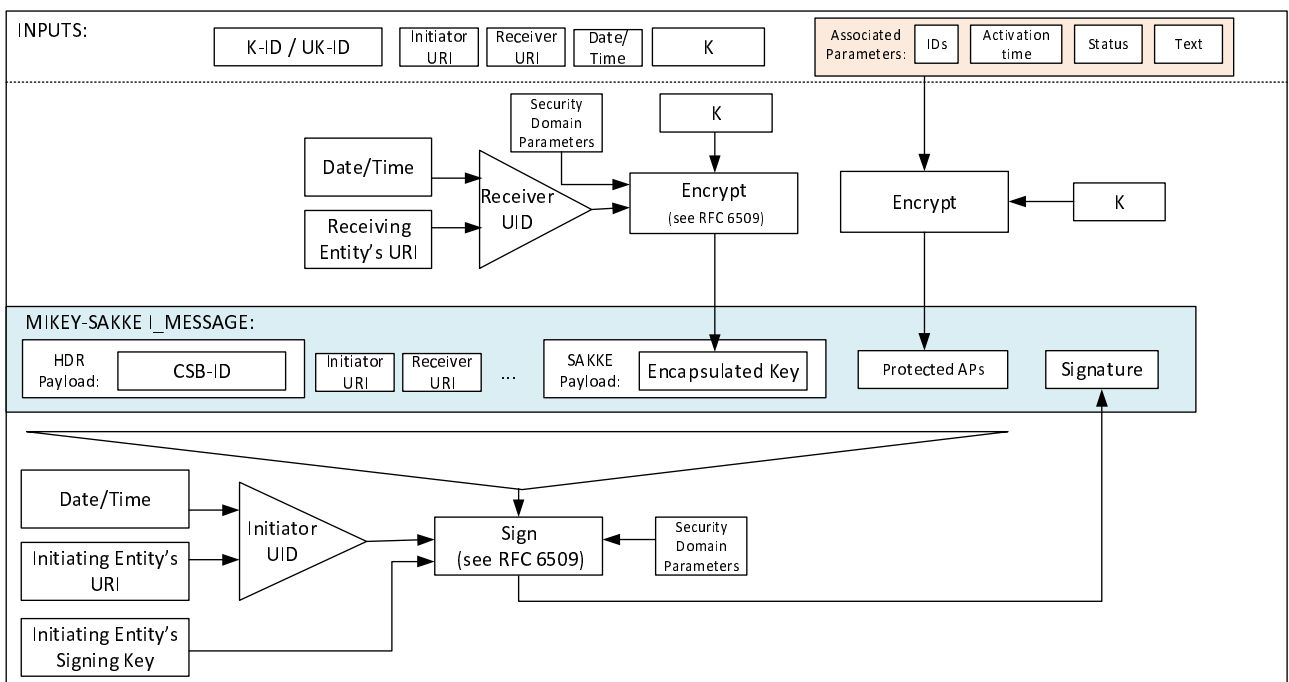 INPUTS:
K-ID / UK-ID
Initiator
URI
Receiver
URI
Date/
Time
K
Associated
Parameters:
IDs
Activation
time
Status
Text
Security
Domain
Parameters
K
Date/Time
Receiving
Entity’s URI
Receiver
UID
Encrypt
(see RFC 6509)
Encrypt
K
MIKEY-SAKKE I_MESSAGE:
HDR
Payload:
CSB-ID
Initiator
URI
Receiver
URI
...
SAKKE
Payload:
Encapsulated Key
Protected APs
Signature
Date/Time
Initiating Entity’s
URI
Initiator
UID
Sign
(see RFC 6509)
Security
Domain
Parameters
Initiating Entity’s
Signing Key